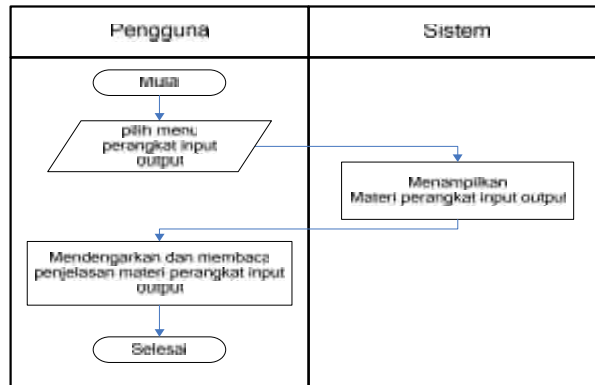 Pengguna
Sistem
Mulai
pilih menu
perangkat input
output
Menampilkan
Materi perangkat input output
Mendengarkan dan membaca
penjelasan materi perangkat input
output
Selesai